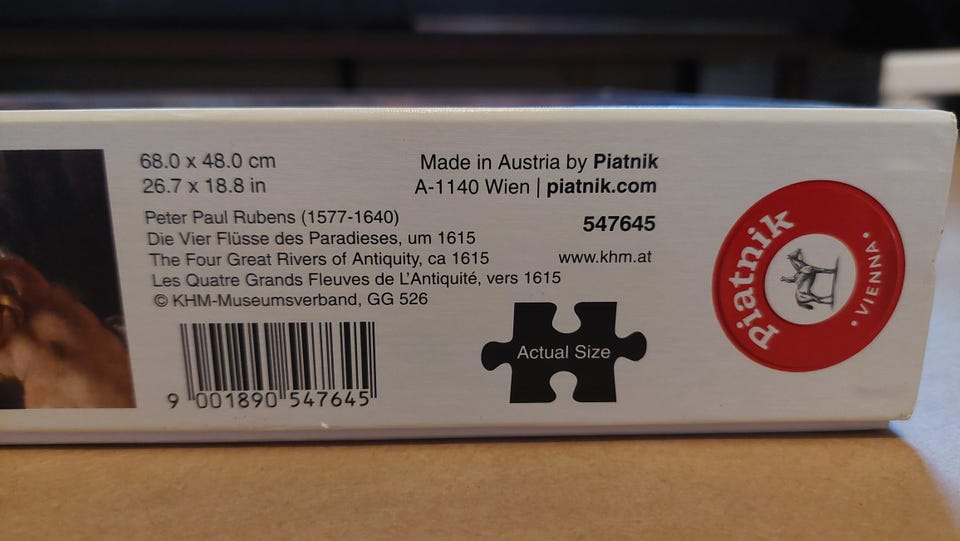 68.0 x 48.0 cm
26.7 x 18.8 in
Peter Paul Rubens (1577-1640)
Die Vier Flüsse des Paradieses, um 1615
The Four Great Rivers of Antiquity, ca 1615
Les Quatre Grands Fleuves de L'Antiquité, vers 1615
© KHM-Museumsverband, GG 526
9 001890 547645
Made in Austria by Piatnik
A-1140 Wien | piatnik.com
547645
www.khm.at
Actual Size
Piatnik
• VIENNA •